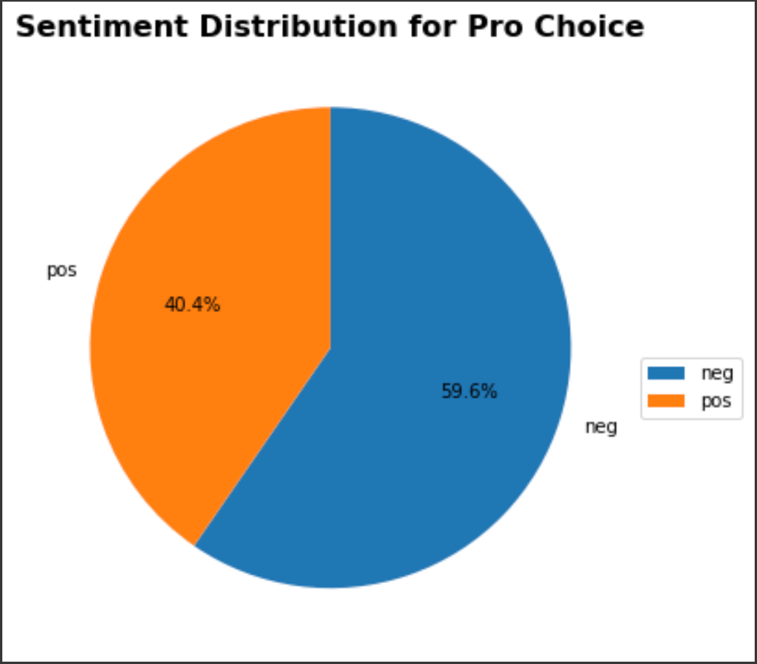 Sentiment Distribution for Pro Choice
pos
40.4%
59.6%
neg
neg
pos